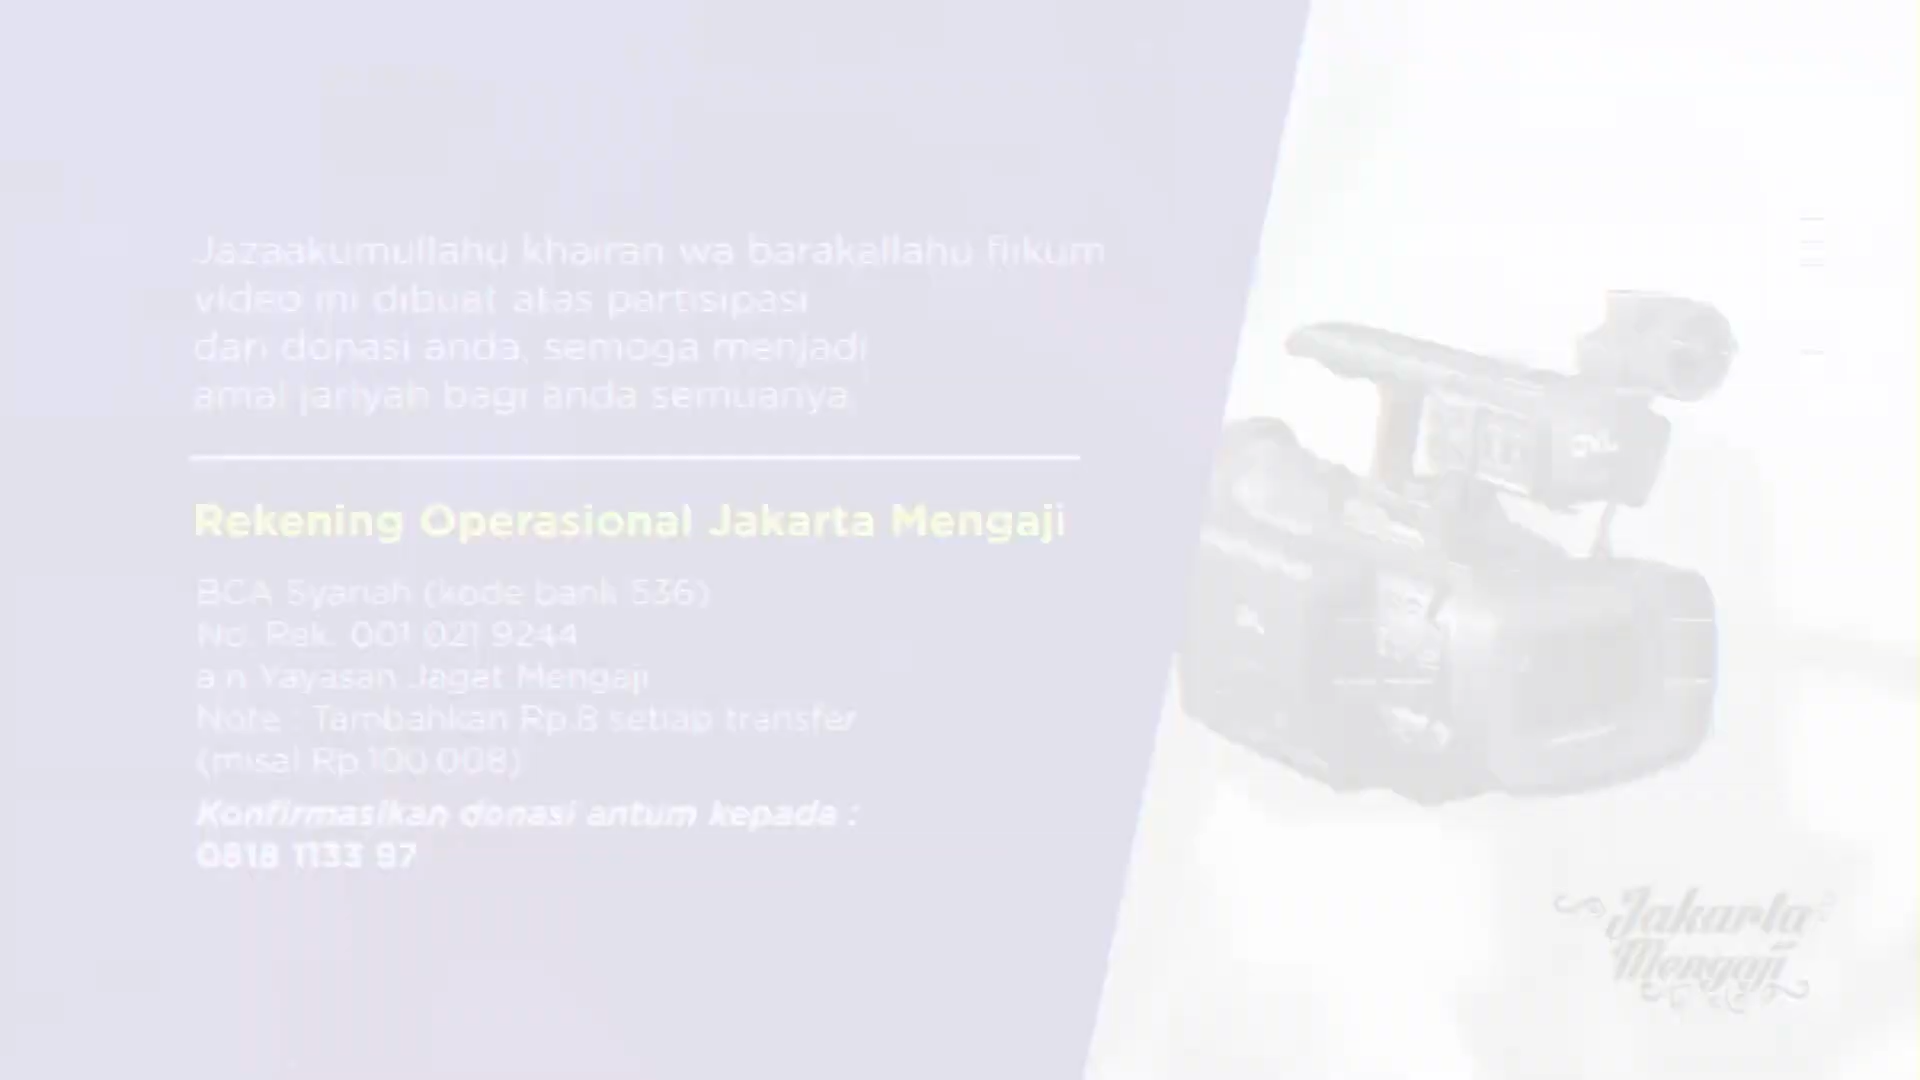 Jazaakumullahu khairan wa barakallahu fiikum
video ini dibuat atas partisipasi
dari donasi anda, semoga menjadi
amal jariyah bagi anda semuanya.
Rekening Operasional Jakarta Mengaji
BCA Syariah (kode bank 536)
No. Rek. 001 021 9244
a.n Yayasan Jagat Mengaji
Note : Tambahkan Rp.8 setiap transfer
(misal Rp.100.008)
Konfirmasikan donasi antum kepada :
0818 1133 97
Jakarta
Mengaji